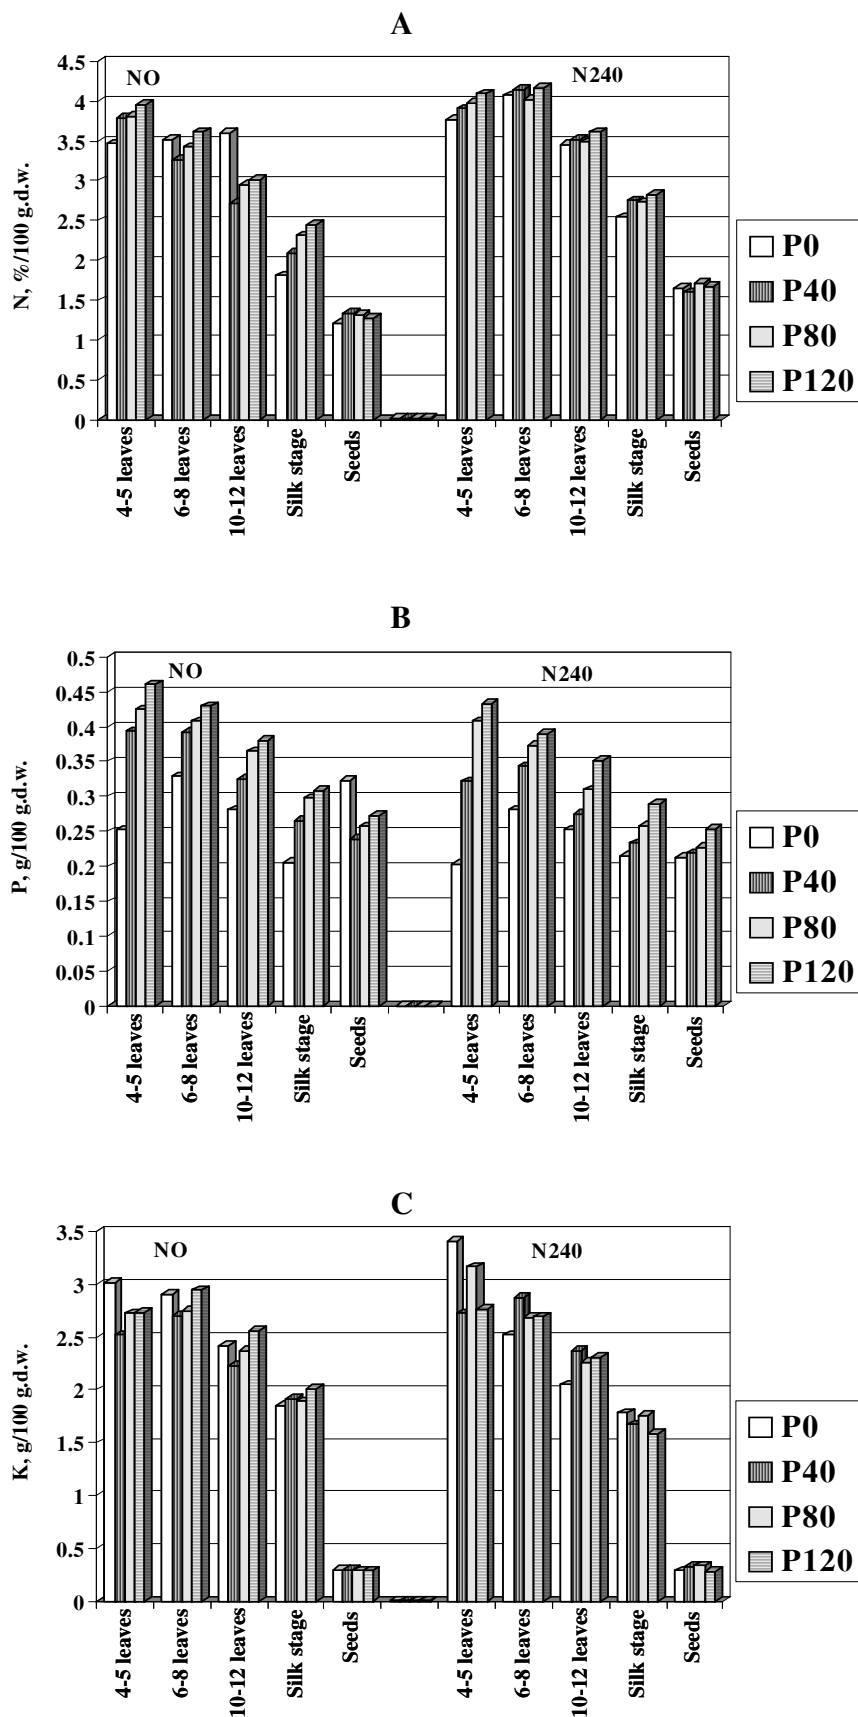 A
N, %/100 g.d.w.
4.5
4
3.5
3
2.5
2
1.5
1
0.5
0
NO
N240
4-5 leaves
6-8 leaves
10-12 leaves
Silk stage
Seeds
4-5 leaves
6-8 leaves
10-12 leaves
Silk stage
Seeds
P0
P40
P80
P120
B
P, g/100 g.d.w.
0.5
0.45
0.4
0.35
0.3
0.25
0.2
0.15
0.1
0.05
0
NO
N240
4-5 leaves
6-8 leaves
10-12 leaves
Silk stage
Seeds
4-5 leaves
6-8 leaves
10-12 leaves
Silk stage
Seeds
P0
P40
P80
P120
C
K, g/100 g.d.w.
3.5
3
2.5
2
1.5
1
0.5
0
NO
N240
4-5 leaves
6-8 leaves
10-12 leaves
Silk stage
Seeds
4-5 leaves
6-8 leaves
10-12 leaves
Silk stage
Seeds
P0
P40
P80
P120